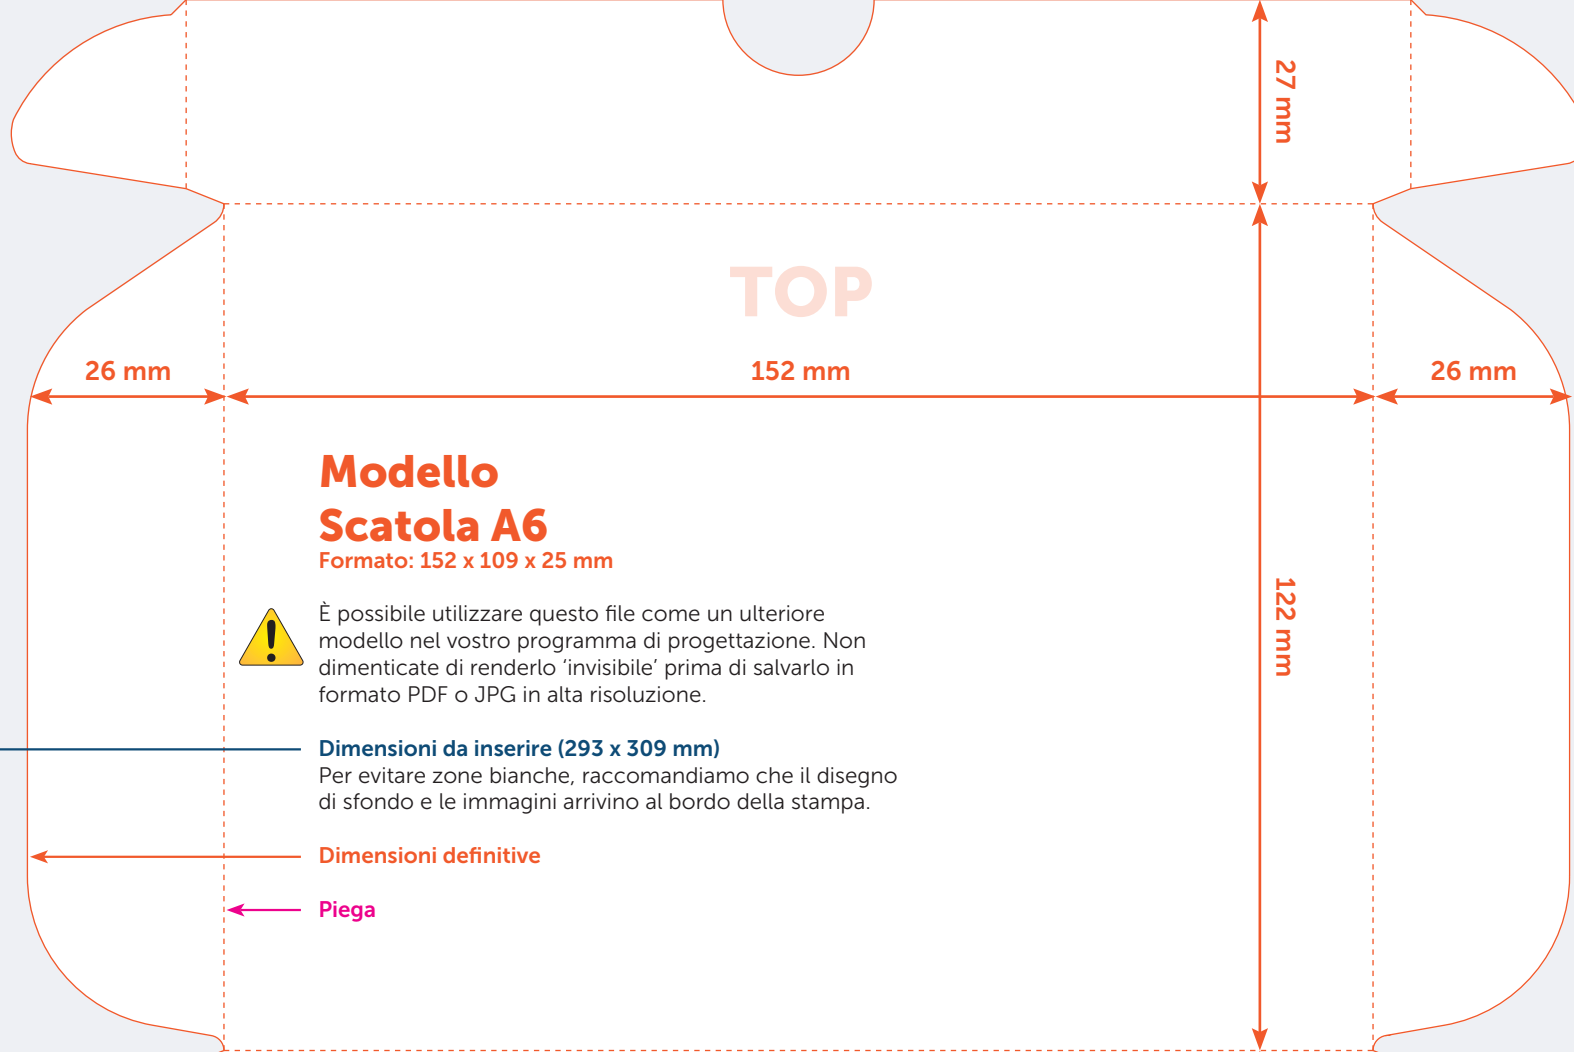 27 mm
TOP
26 mm
152 mm
26 mm
Modello
Scatola A6
Formato: 152 x 109 x 25 mm
È possibile utilizzare questo file come un ulteriore
modello nel vostro programma di progettazione. Non
dimenticate di renderlo ‘invisibile’ prima di salvarlo in
formato PDF o JPG in alta risoluzione.
122 mm
Dimensioni da inserire (293 x 309 mm)
Per evitare zone bianche, raccomandiamo che il disegno
di sfondo e le immagini arrivino al bordo della stampa.
Dimensioni definitive
Piega